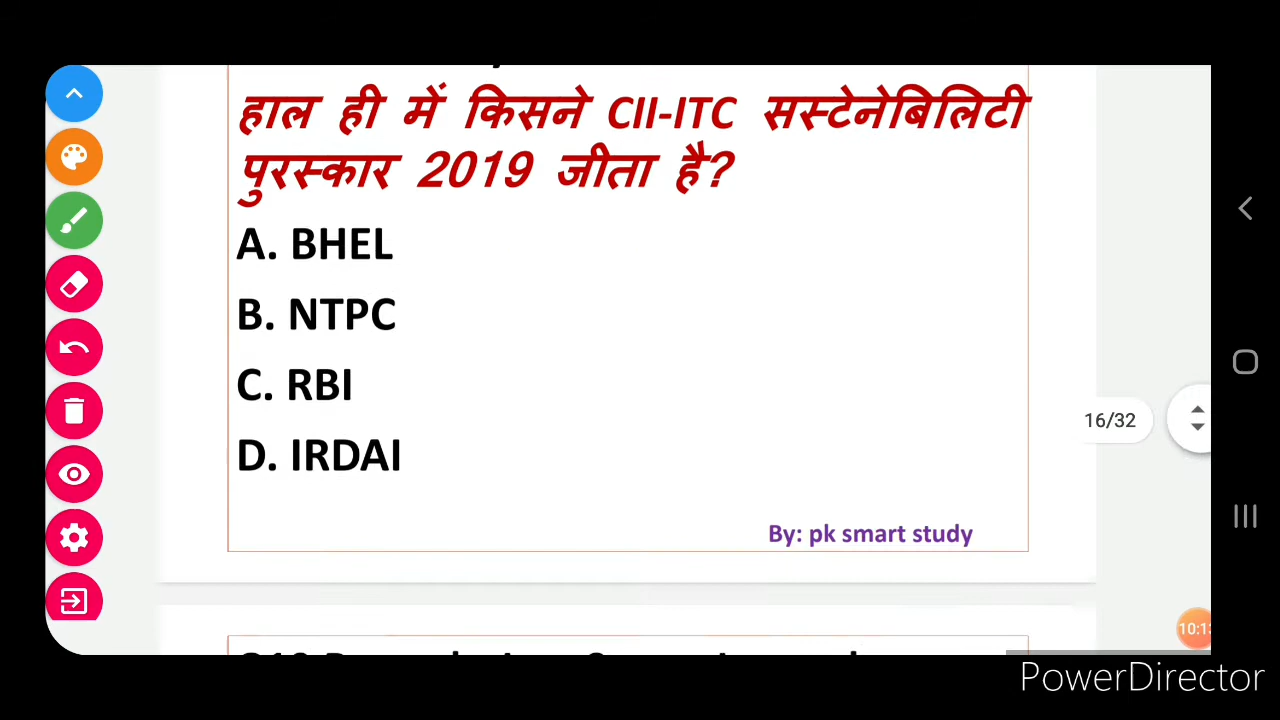 हाल ही में किसने CII-ITC सस्टेनेबिलिटी
पुरस्कार 2019 जीता है?
A. BHEL
B. NTPC
C. RBI
D. IRDAI
16/32
By: pk smart study
PowerDirector